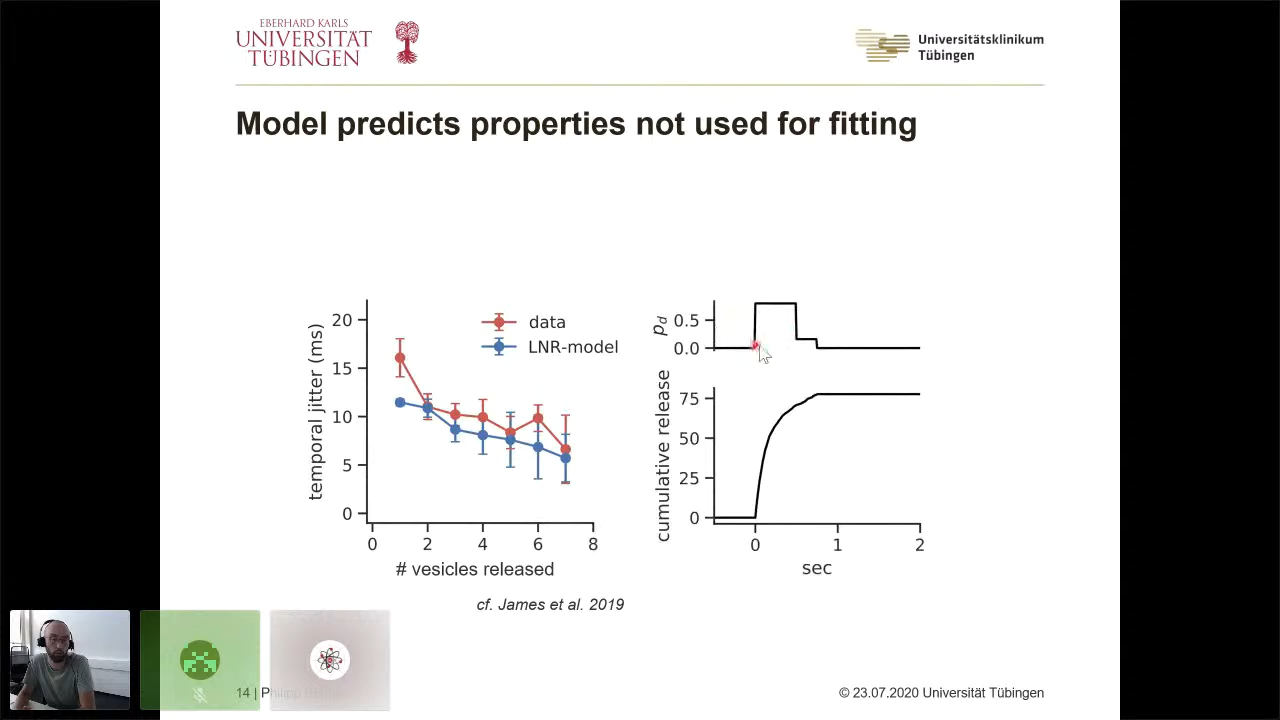 EBERHARD KARLS
UNIVERSITÄT
TÜBINGEN
Universitätsklinikum
Tübingen
Model predicts properties not used for fitting
20
15
10
5
0
temporal jitter (ms)
data
LNR-model
0 2 4 6 8
# vesicles released
cf. James et al. 2019
pd
0.5
0.0
cumulative release
75
50
25
0
0 1 2
sec
14 | Philipp
© 23.07.2020 Universität Tübingen